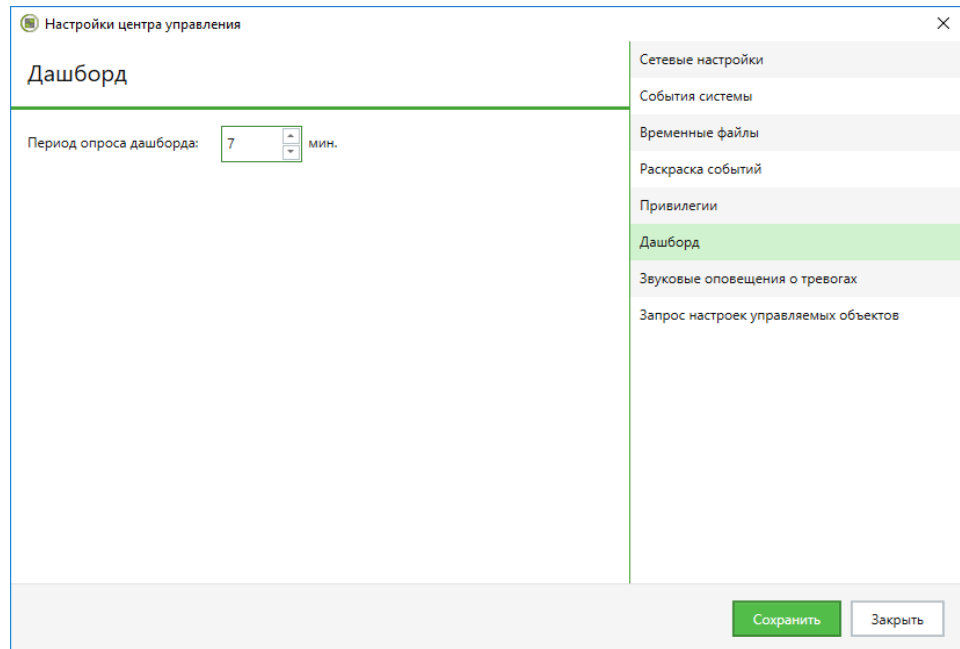 Настройки центра управления
Дашборд
Период опроса дашборда: 7 мин.
Сетевые настройки
События системы
Временные файлы
Раскраска событий
Привилегии
Дашборд
Звуковые оповещения о тревогах
Запрос настроек управляемых объектов
Сохранить Закрыть